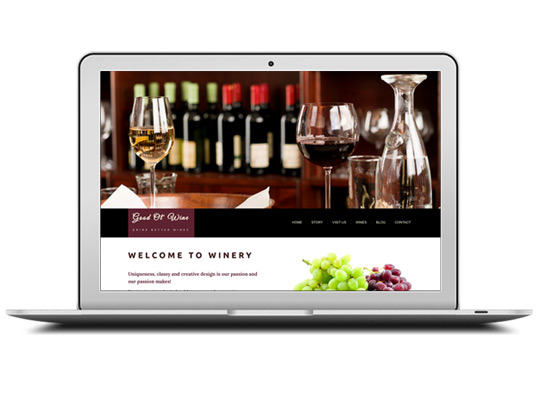 Good Ol' Wine
DRINK BETTER WINES
HOME STORY VISIT US WINES BLOG CONTACT
WELCOME TO WINERY
Uniqueness, classy and creative design is our passion and
our passion makes!